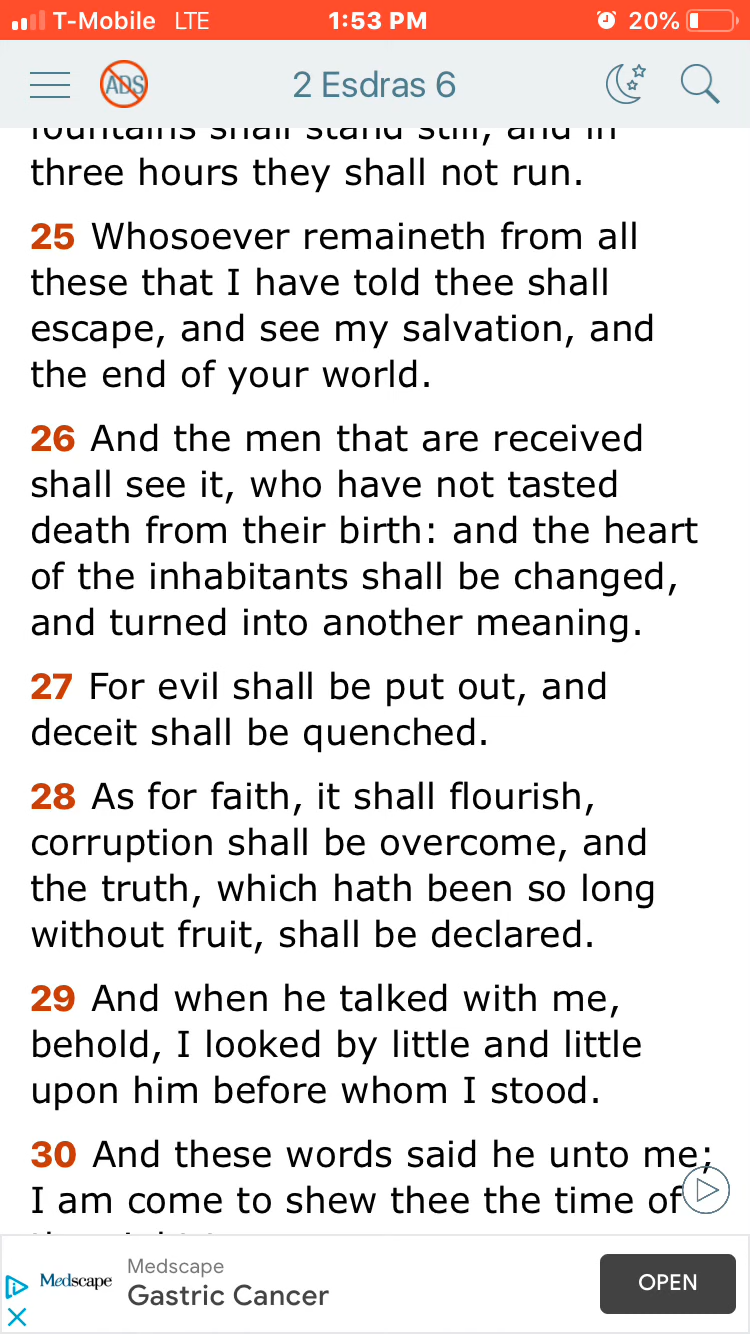 T-Mobile LTE 1:53 PM 20%
ADS 2 Esdras 6
fountains shall stand still, and in
three hours they shall not run.
25 Whosoever remaineth from all
these that I have told thee shall
escape, and see my salvation, and
the end of your world.
26 And the men that are received
shall see it, who have not tasted
death from their birth: and the heart
of the inhabitants shall be changed,
and turned into another meaning.
27 For evil shall be put out, and
deceit shall be quenched.
28 As for faith, it shall flourish,
corruption shall be overcome, and
the truth, which hath been so long
without fruit, shall be declared.
29 And when he talked with me,
behold, I looked by little and little
upon him before whom I stood.
30 And these words said he unto me;
I am come to shew thee the time of
Medscape
Medscape
Gastric Cancer
OPEN